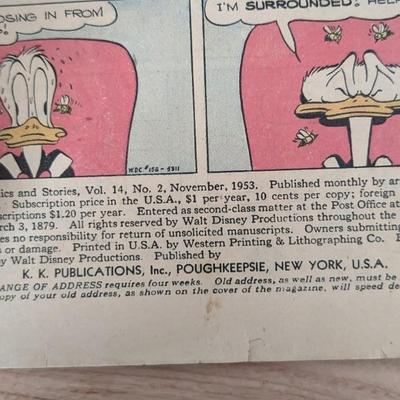 OSING IN FROM
I'M SURROUNDED! HEL
W.D.C. #158 - 5311
ics and Stories, Vol. 14, No. 2, November, 1953. Published monthly by ar
Subscription price in the U.S.A., $1 per year, 10 cents per copy; foreign
scriptions $1.20 per year. Entered as second-class matter at the Post Office at
arch 3, 1879. All rights reserved by Walt Disney Productions throughout the
es no responsibility for return of unsolicited manuscripts. Owners submitting
s or damage. Printed in U.S.A. by Western Printing & Lithographing Co.
y Walt Disney Productions. Published by
K. K. PUBLICATIONS, Inc., POUGHKEEPSIE, NEW YORK, U.S.A.
ANGE OF ADDRESS requires four weeks. Old address, as well as new, must be
opy of your old address, as shown on the cover of the magazine, will speed de